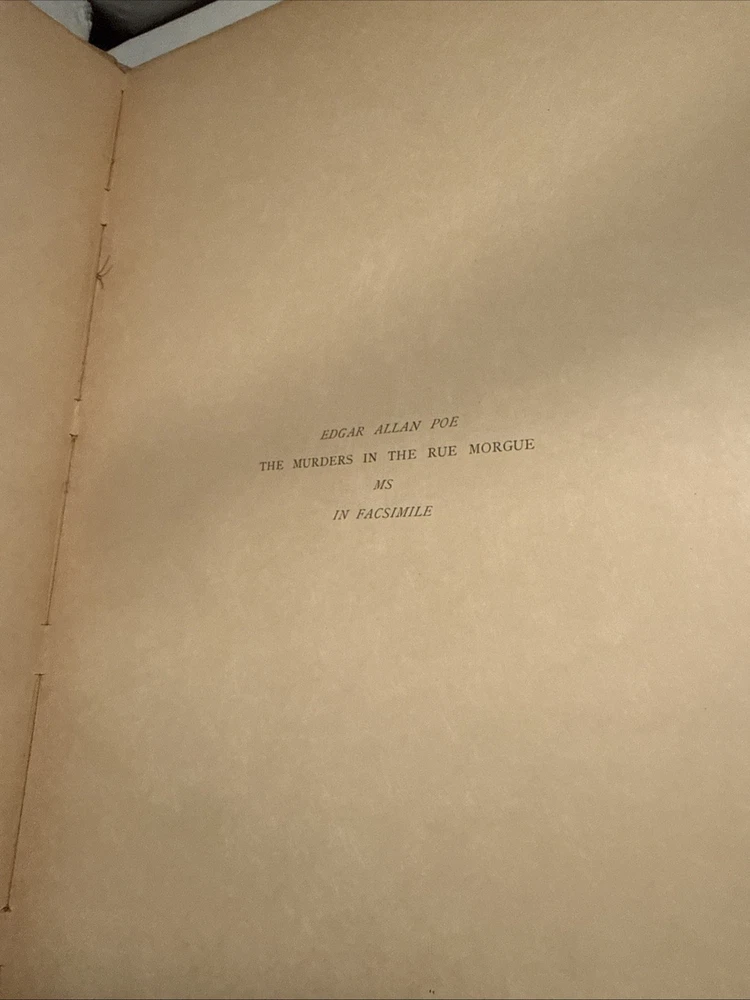 EDGAR ALLAN POE
THE MURDERS IN THE RUE MORGUE
MS
IN FACSIMILE